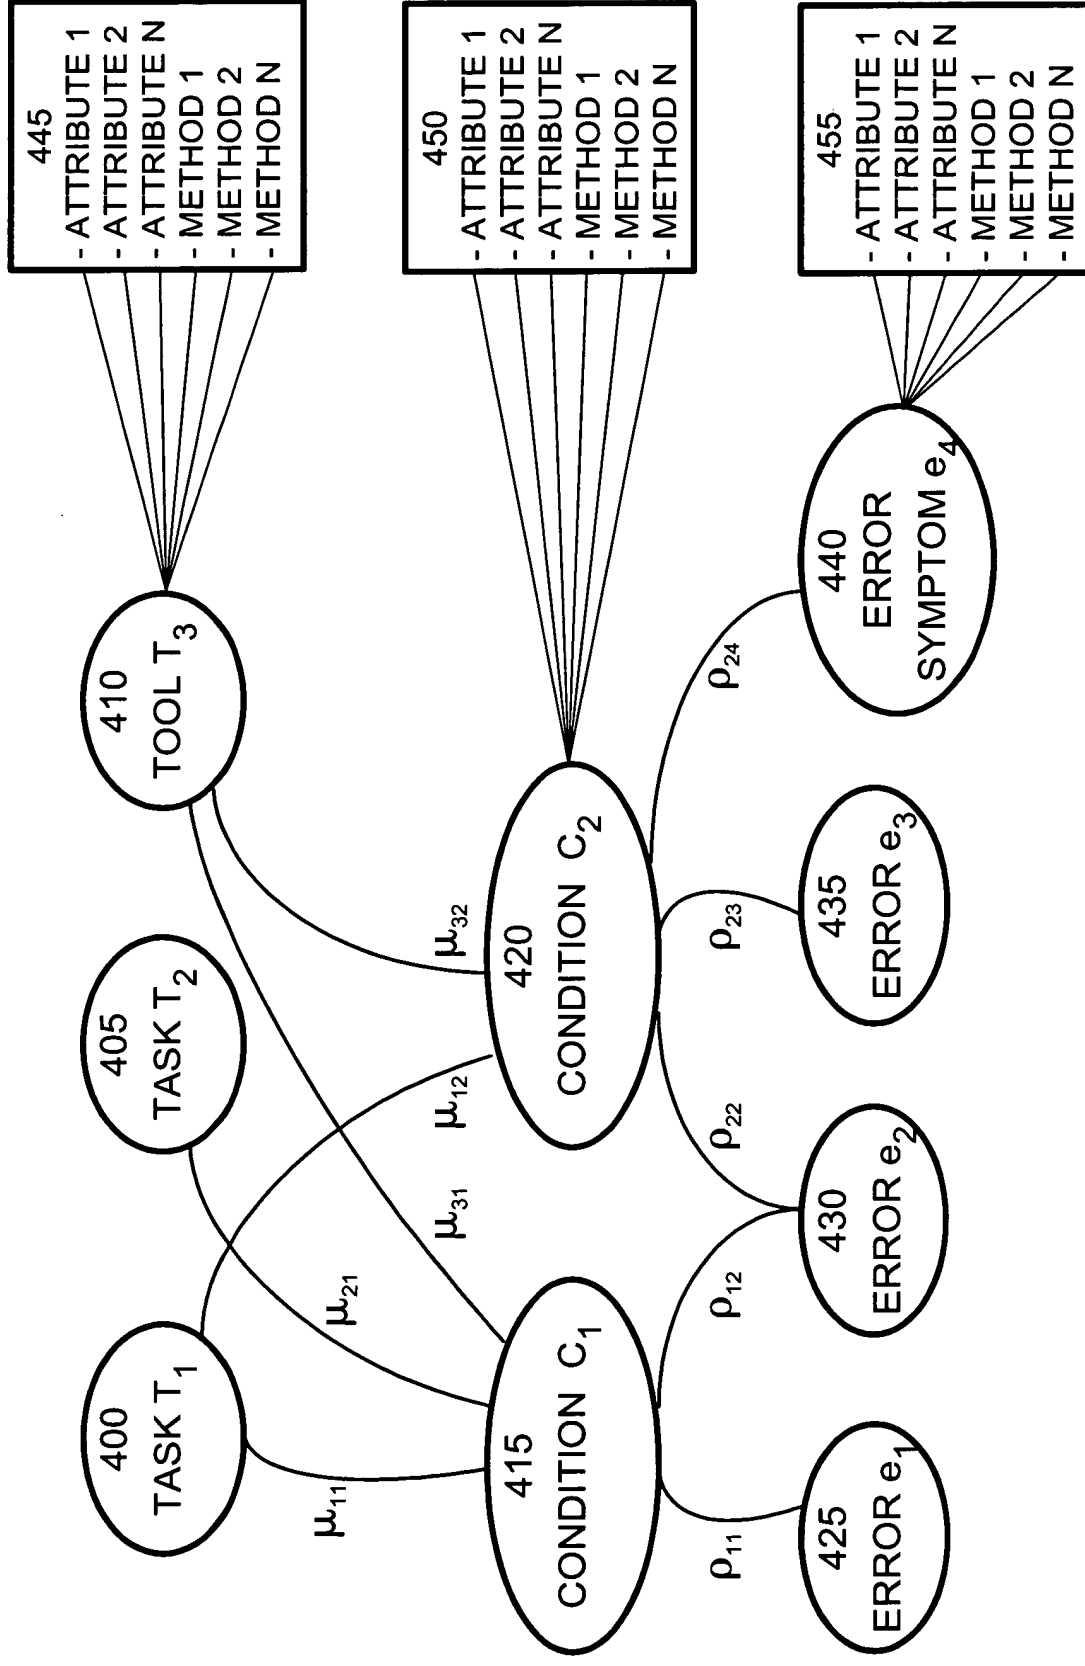 400
TASK T₁
405
TASK T₂
410
TOOL T₃
445
- ATTRIBUTE 1
- ATTRIBUTE 2
- ATTRIBUTE N
- METHOD 1
- METHOD 2
- METHOD N
μ₁₁
μ₂₁
μ₃₁
μ₁₂
μ₃₂
415
CONDITION C₁
420
CONDITION C₂
450
- ATTRIBUTE 1
- ATTRIBUTE 2
- ATTRIBUTE N
- METHOD 1
- METHOD 2
- METHOD N
ρ₁₁
ρ₁₂
ρ₂₂
ρ₂₃
ρ₂₄
425
ERROR e₁
430
ERROR e₂
435
ERROR e₃
440
ERROR
SYMPTOM e₄
455
- ATTRIBUTE 1
- ATTRIBUTE 2
- ATTRIBUTE N
- METHOD 1
- METHOD 2
- METHOD N